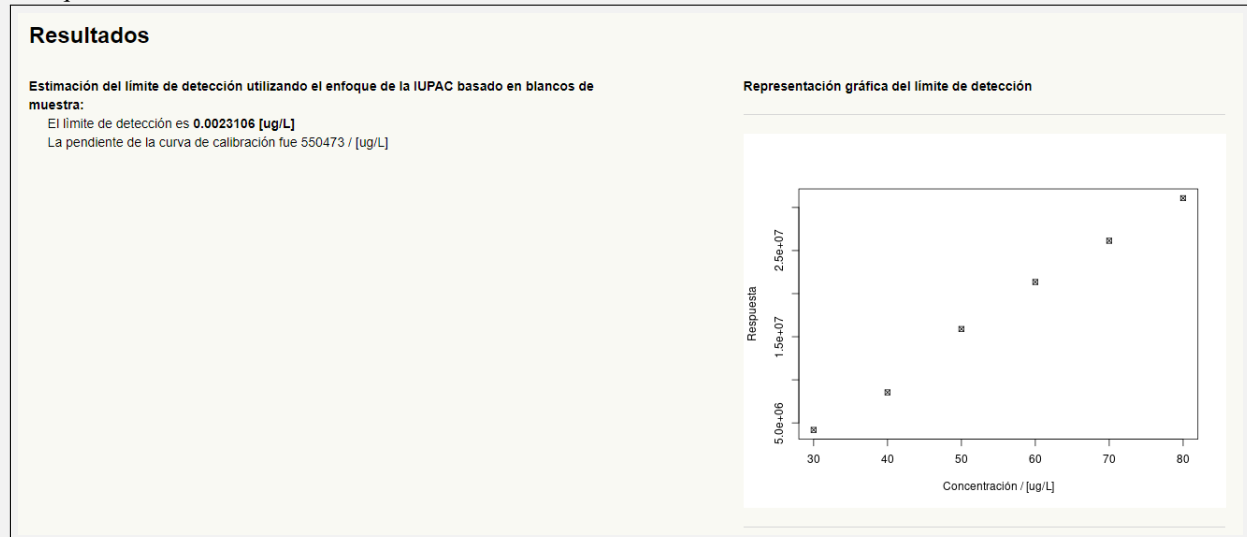 Resultados
Estimación del límite de detección utilizando el enfoque de la IUPAC basado en blancos de
muestra:
El lìmite de detección es 0.0023106 [ug/L]
La pendiente de la curva de calibración fue 550473 / [ug/L]
Representación gráfica del límite de detección
Respuesta
2.5e+07
1.5e+07
5.0e+06
30 40 50 60 70 80
Concentración / [ug/L]